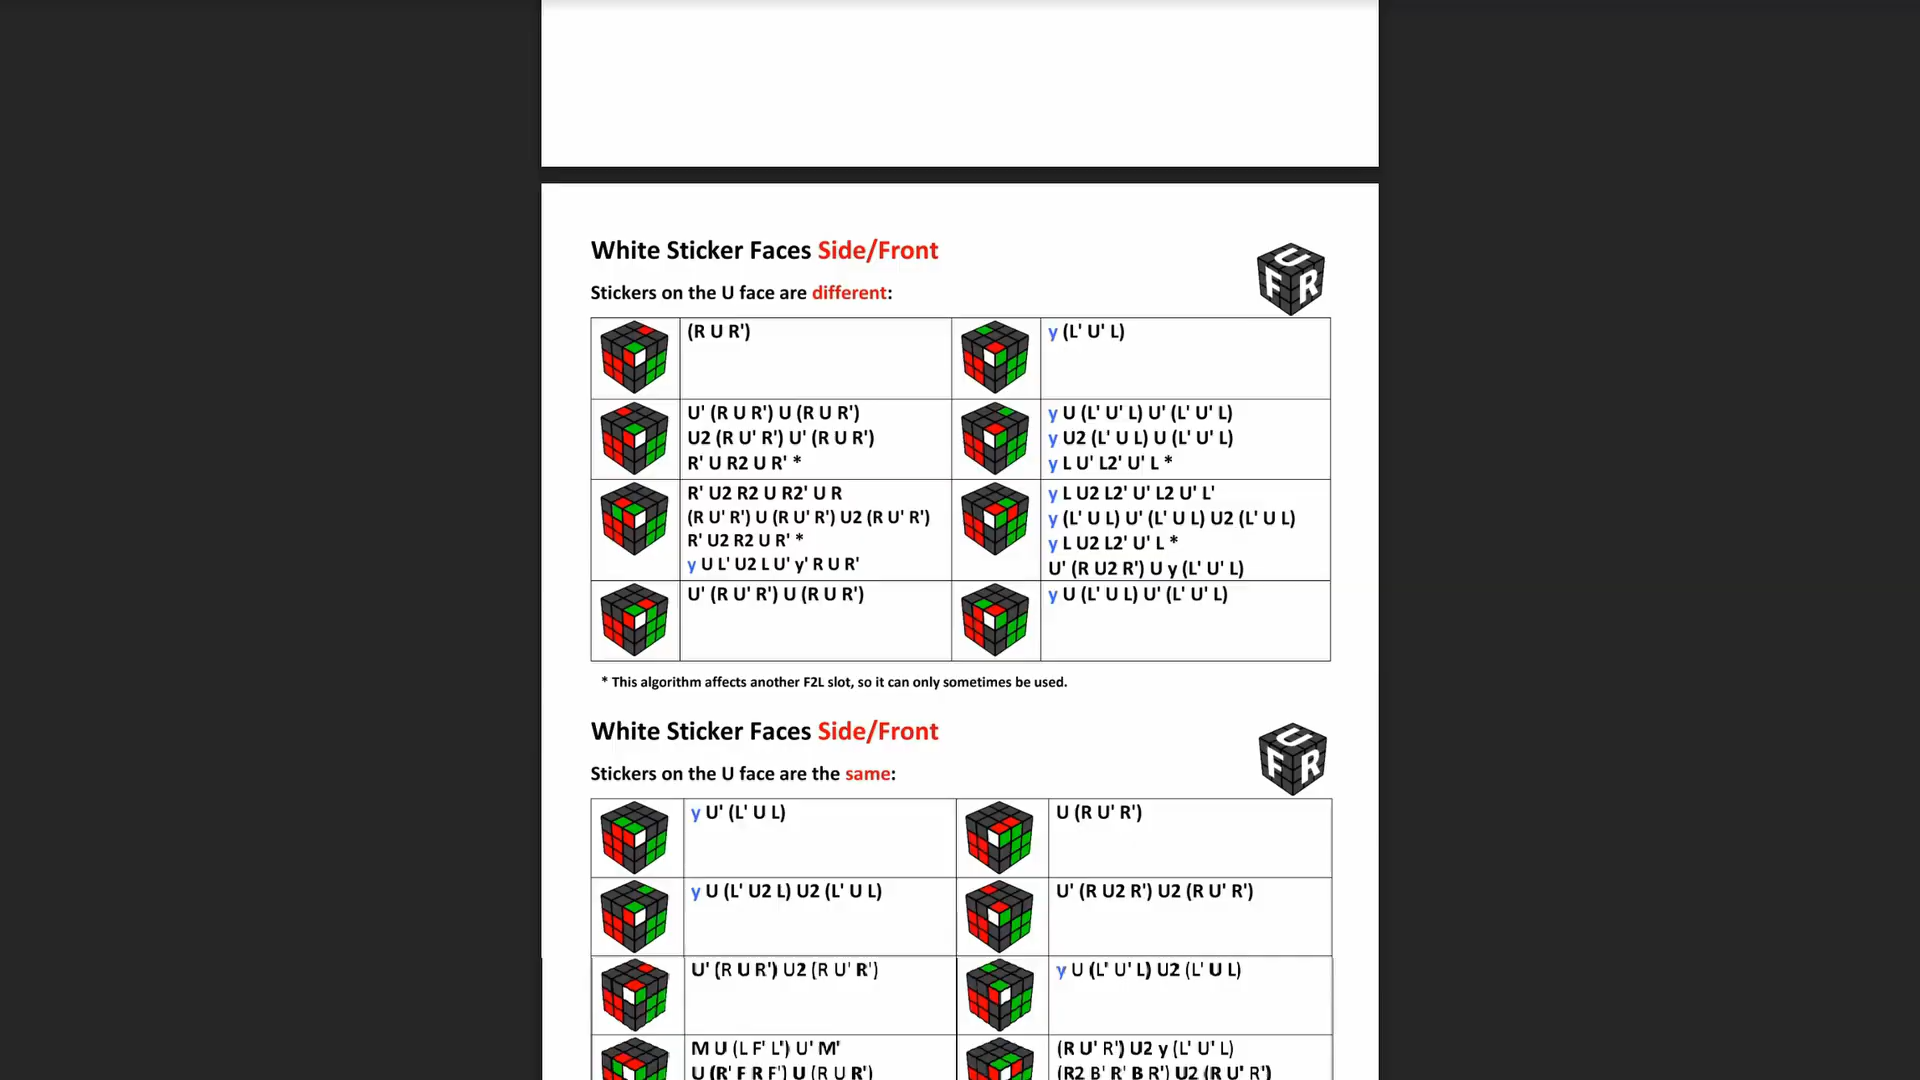 White Sticker Faces Side/Front
U
F R
Stickers on the U face are different:
(R U R')
y (L' U' L)
U' (R U R') U (R U R')
U2 (R U' R') U' (R U R')
R' U R2 U R' *
y U (L' U' L) U' (L' U' L)
y U2 (L' U L) U (L' U' L)
y L U' L2' U' L *
R' U2 R2 U R2' U R
(R U' R') U (R U' R') U2 (R U' R')
R' U2 R2 U R' *
y U L' U2 L U' y' R U R'
y L U2 L2' U' L2 U' L'
y (L' U L) U' (L' U L) U2 (L' U L)
y L U2 L2' U' L *
U' (R U2 R') U y (L' U' L)
U' (R U' R') U (R U R')
y U (L' U L) U' (L' U' L)
* This algorithm affects another F2L slot, so it can only sometimes be used.
White Sticker Faces Side/Front
U
F R
Stickers on the U face are the same:
y U' (L' U L)
U (R U' R')
y U (L' U2 L) U2 (L' U L)
U' (R U2 R') U2 (R U' R')
U' (R U R') U2 (R U' R')
y U (L' U' L) U2 (L' U L)
M U (L F' L') U' M'
U (R' F R F') U (R U R')
(R U' R') U2 y (L' U' L)
(R2 B' R' B R') U2 (R U' R')